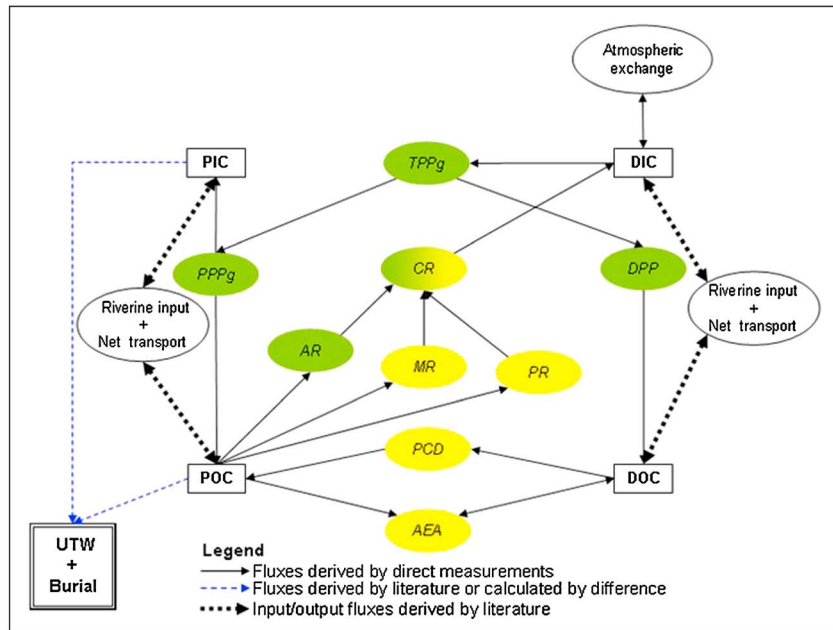 Atmospheric
exchange
PIC
TPPg
DIC
PPPg
CR
DPP
Riverine input
+
Net transport
Riverine input
+
Net transport
AR
MR
PR
PCD
POC
DOC
AEA
UTW
+
Burial
Legend
Fluxes derived by direct measurements
Fluxes derived by literature or calculated by difference
Input/output fluxes derived by literature